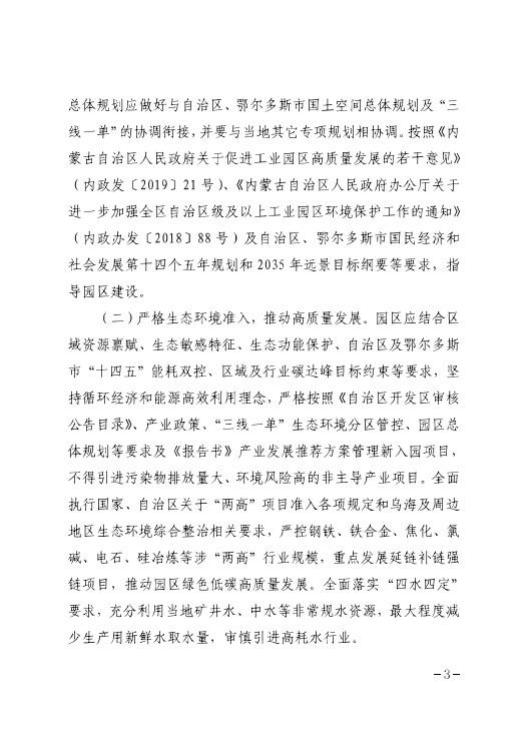 总体规划应做好与自治区、鄂尔多斯市国土空间总体规划及“三
线一单”的协调衔接，并要与当地其它专项规划相协调。按照《内
蒙古自治区人民政府关于促进工业园区高质量发展的若干意见》
（内政发〔2019〕21 号）、《内蒙古自治区人民政府办公厅关于
进一步加强全区自治区级及以上工业园区环境保护工作的通知》
（内政办发〔2018〕88 号）及自治区、鄂尔多斯市国民经济和
社会发展第十四个五年规划和 2035 年远景目标纲要等要求，指
导园区建设。
（二）严格生态环境准入，推动高质量发展。园区应结合区
域资源禀赋、生态敏感特征、生态功能保护、自治区及鄂尔多斯
市“十四五”能耗双控、区域及行业碳达峰目标约束等要求，坚
持循环经济和能源高效利用理念，严格按照《自治区开发区审核
公告目录》、产业政策、“三线一单”生态环境分区管控、园区总
体规划等要求及《报告书》产业发展推荐方案管理新入园项目，
不得引进污染物排放量大、环境风险高的非主导产业项目。全面
执行国家、自治区关于“两高”项目准入各项规定和乌海及周边
地区生态环境综合整治相关要求，严控钢铁、铁合金、焦化、氯
碱、电石、硅冶炼等涉“两高”行业规模，重点发展延链补链强
链项目，推动园区绿色低碳高质量发展。全面落实“四水四定”
要求，充分利用当地矿井水、中水等非常规水资源，最大程度减
少生产用新鲜水取水量，审慎引进高耗水行业。
-3-